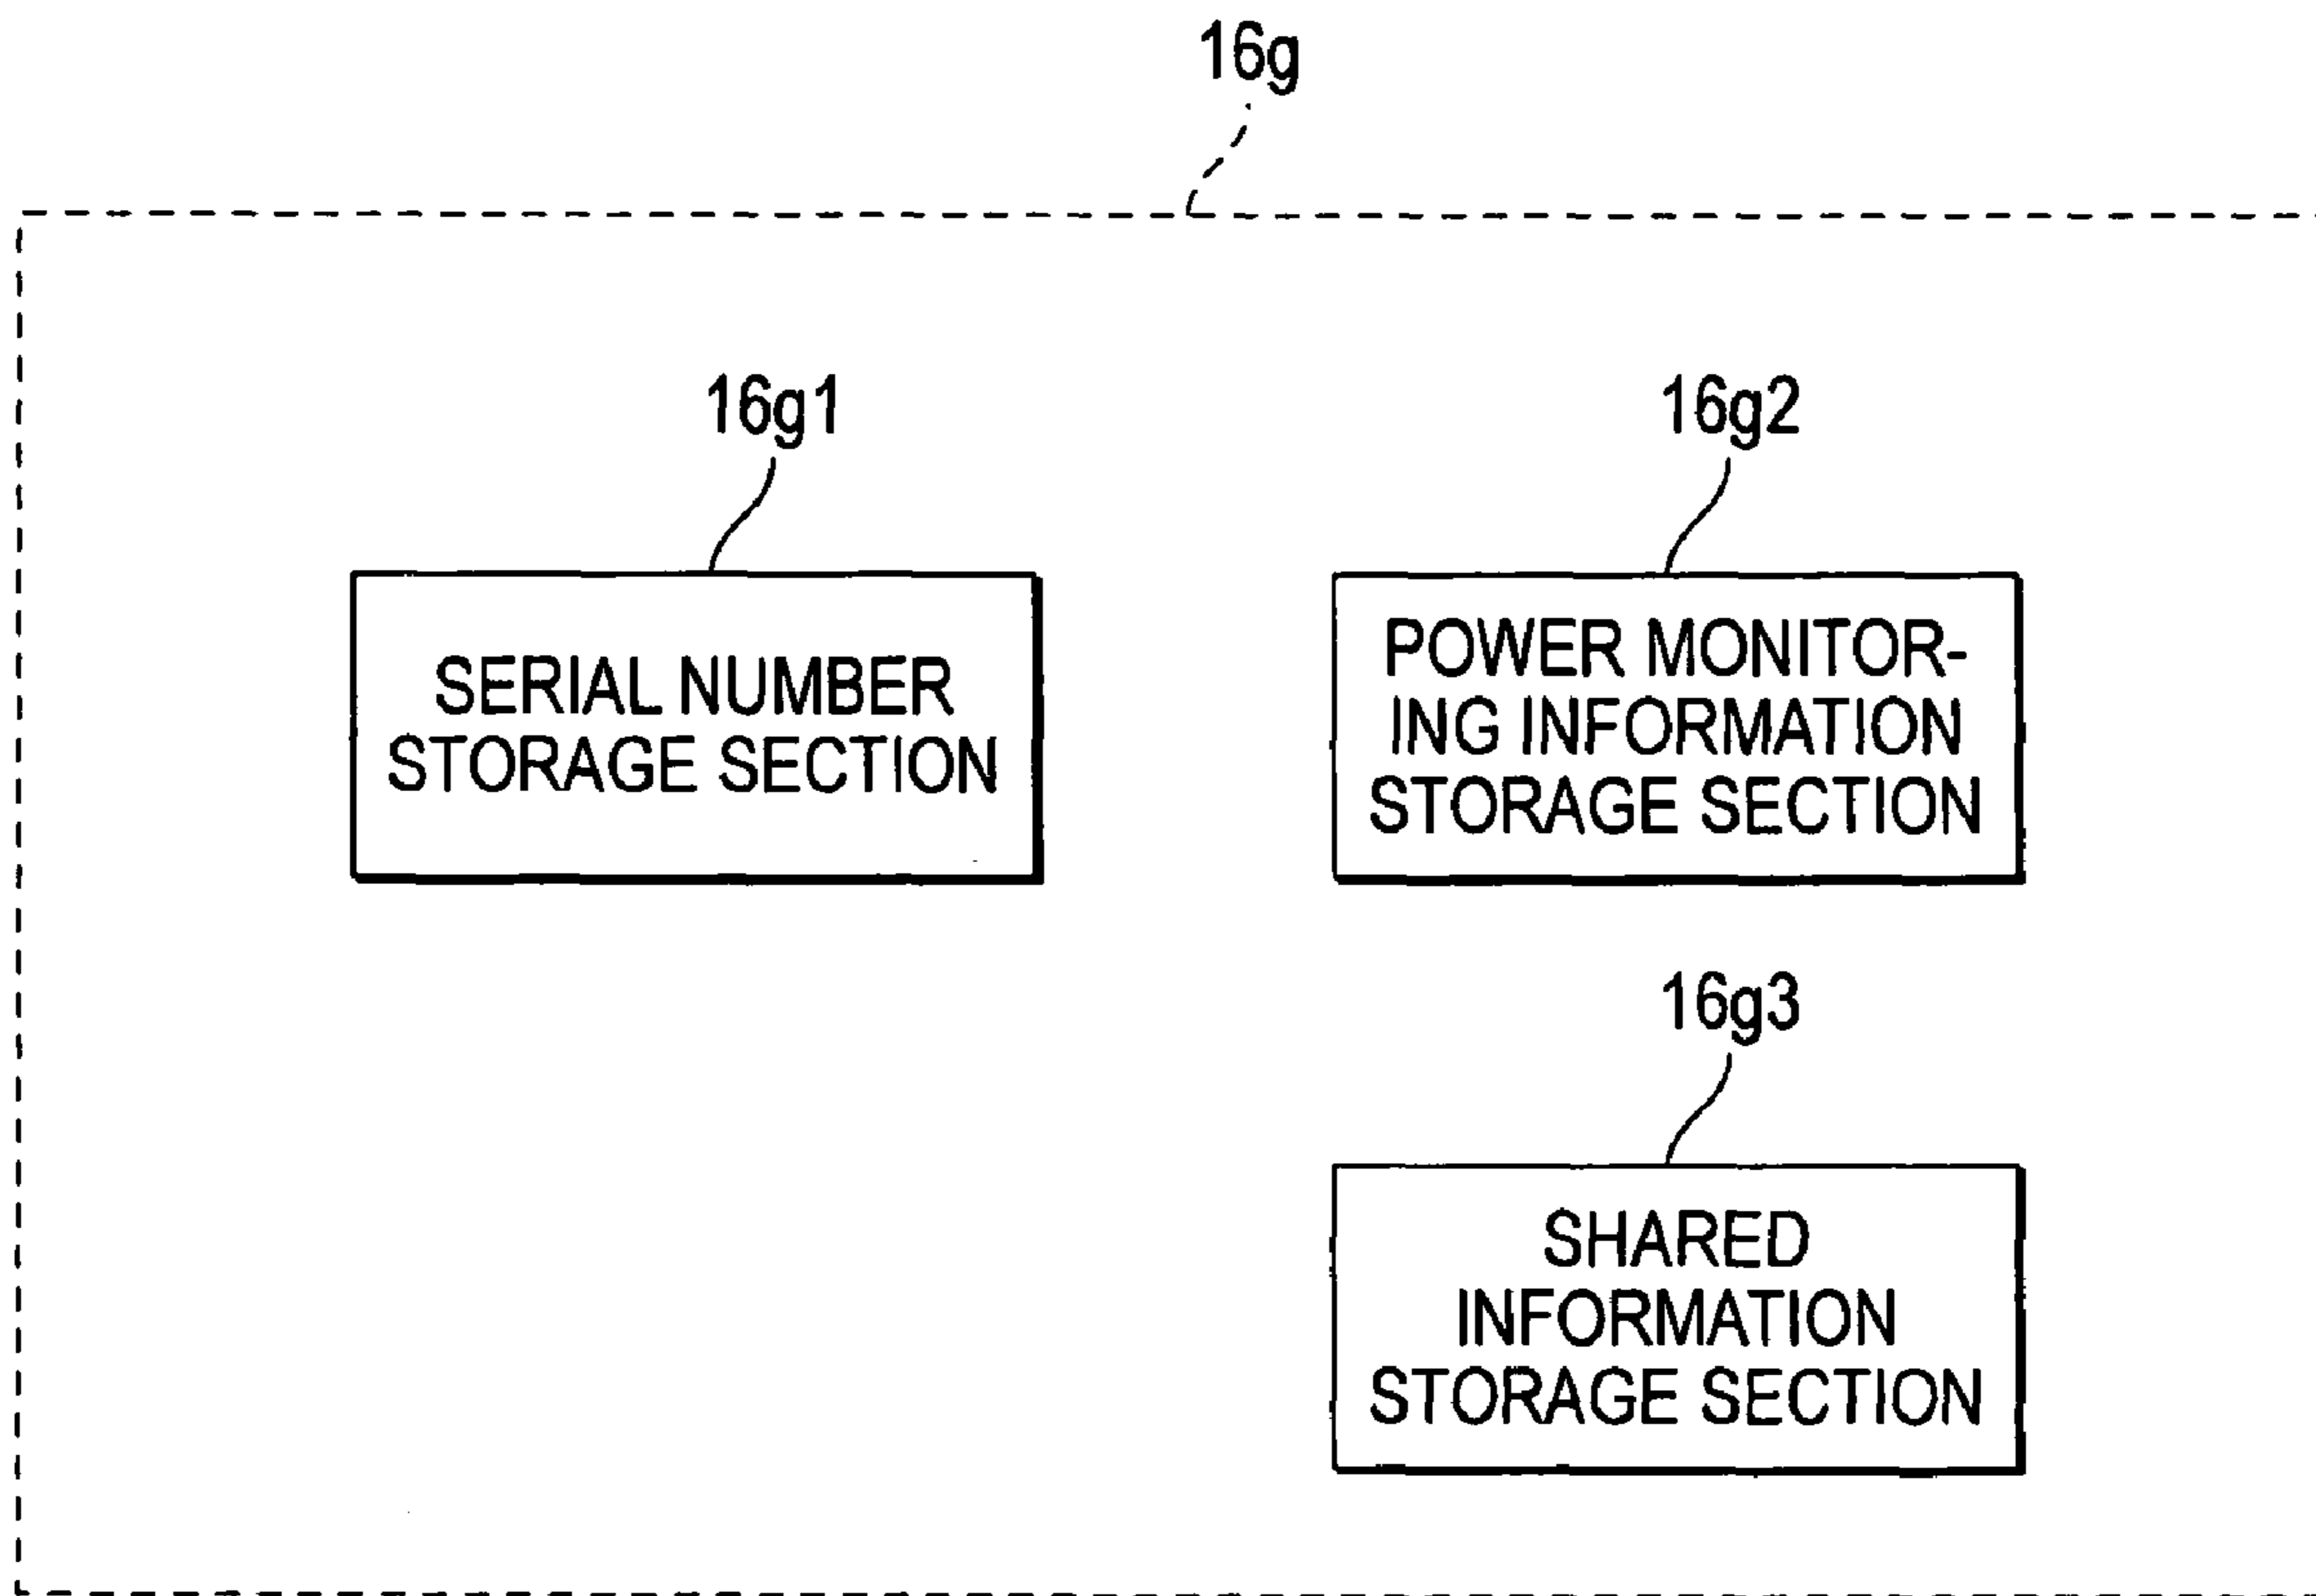 16g
16g1
16g2
SERIAL NUMBER
STORAGE SECTION
POWER MONITOR-
ING INFORMATION
STORAGE SECTION
16g3
SHARED
INFORMATION
STORAGE SECTION